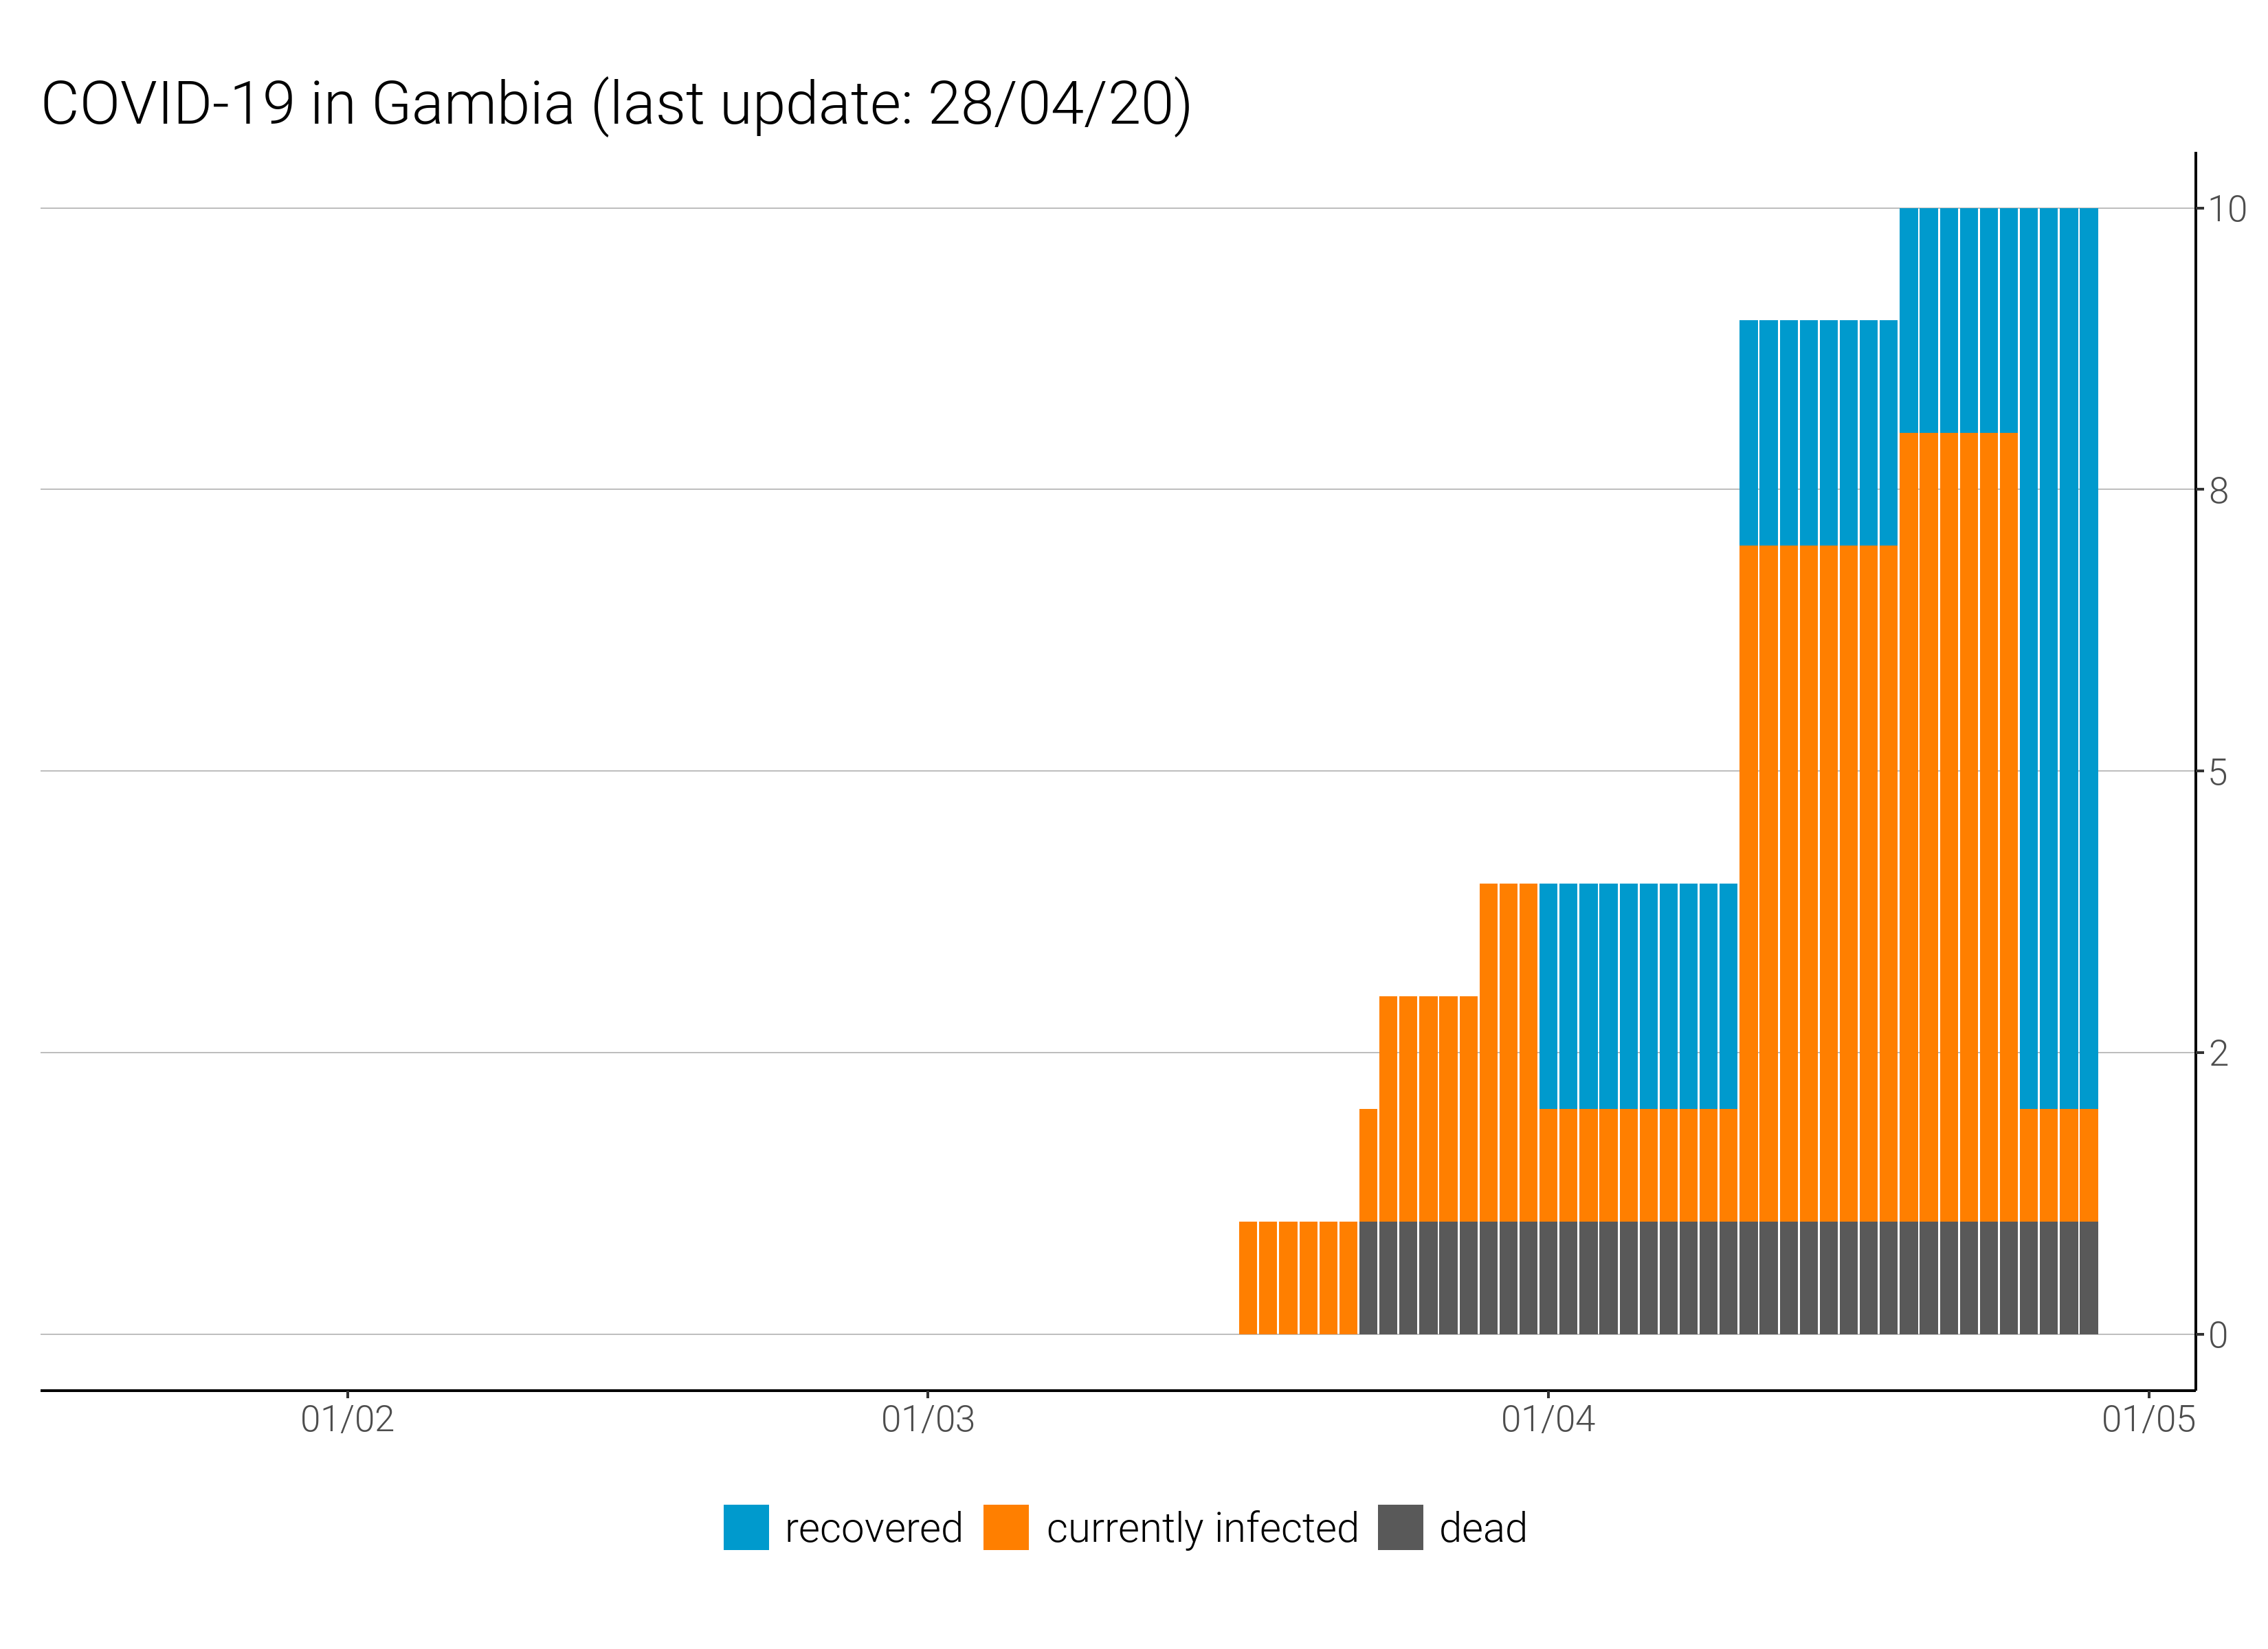 COVID-19 in Gambia (last update: 28/04/20)
10
8
5
2
0
01/02 01/03 01/04 01/05
recovered currently infected dead